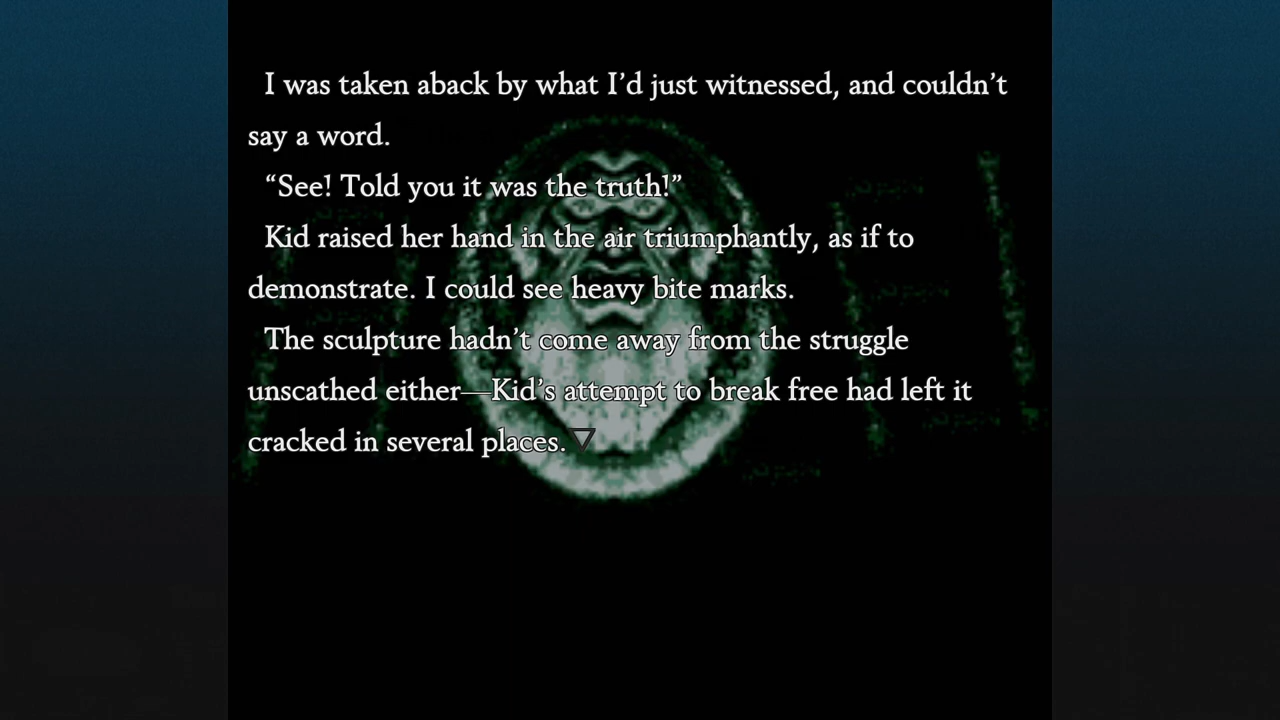 I was taken aback by what I’d just witnessed, and couldn’t
say a word.
“See! Told you it was the truth!”
Kid raised her hand in the air triumphantly, as if to
demonstrate. I could see heavy bite marks.
The sculpture hadn’t come away from the struggle
unscathed either—Kid’s attempt to break free had left it
cracked in several places.